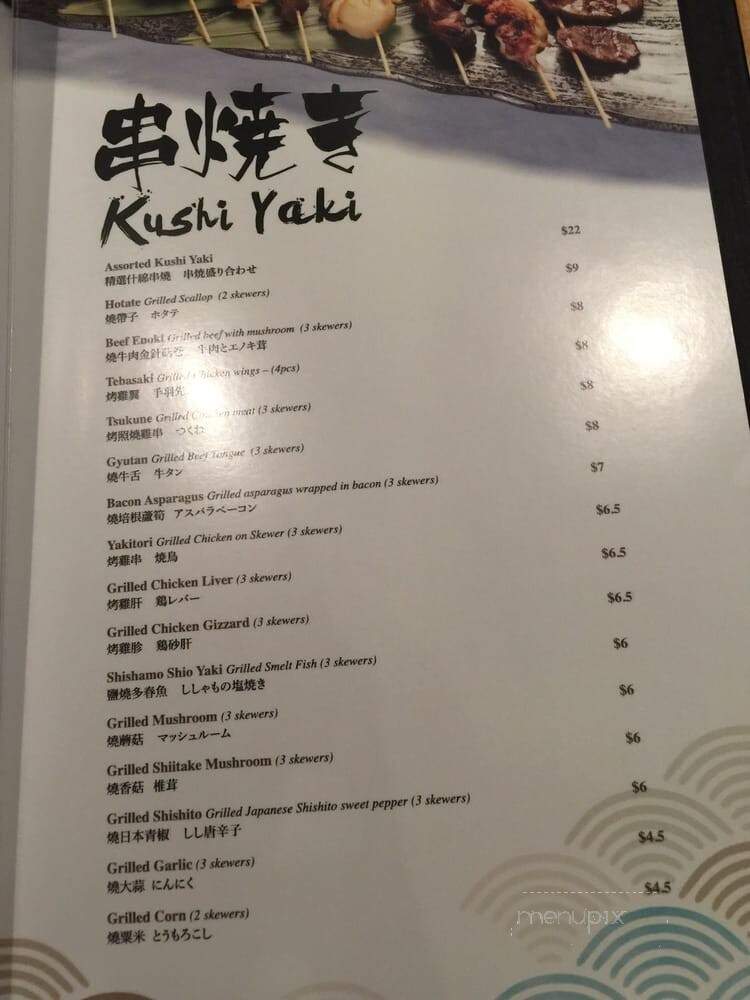 串焼き
Kushi Yaki
Assorted Kushi Yaki $22
精選什錦串燒 串焼盛り合わせ
Hotate Grilled Scallop (2 skewers) $9
燒帶子 ホタテ
Beef Enoki Grilled beef with mushroom (3 skewers) $8
燒牛肉金針菇卷 牛肉とエノキ茸
Tebasaki Grilled Chicken wings – (4pcs) $8
烤雞翼 手羽先
Tsukune Grilled Chicken meat (3 skewers) $8
烤照燒雞串 つくね
Gyutan Grilled Beef Tongue (3 skewers) $8
燒牛舌 牛タン
Bacon Asparagus Grilled asparagus wrapped in bacon (3 skewers) $7
燒培根蘆筍 アスパラベーコン
Yakitori Grilled Chicken on Skewer (3 skewers) $6.5
烤雞串 焼鳥
Grilled Chicken Liver (3 skewers) $6.5
烤雞肝 鶏レバー
Grilled Chicken Gizzard (3 skewers) $6.5
烤雞胗 鶏砂肝
Shishamo Shio Yaki Grilled Smelt Fish (3 skewers) $6
鹽燒多春魚 ししゃもの塩焼き
Grilled Mushroom (3 skewers) $6
燒蘑菇 マッシュルーム
Grilled Shiitake Mushroom (3 skewers) $6
燒香菇 椎茸
Grilled Shishito Grilled Japanese Shishito sweet pepper (3 skewers) $6
燒日本青椒 しし唐辛子
Grilled Garlic (3 skewers) $4.5
燒大蒜 にんにく
Grilled Corn (2 skewers) $4.5
燒粟米 とうもろこし
menupix